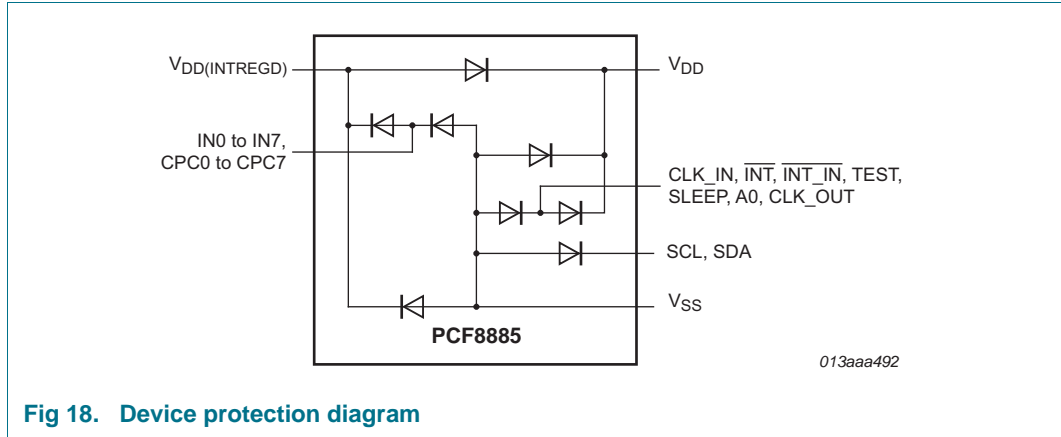 VDD(INTREGD)
VDD
IN0 to IN7,
CPC0 to CPC7
CLK_IN, INT, INT_IN, TEST,
SLEEP, A0, CLK_OUT
SCL, SDA
VSS
PCF8885
013aaa492
Fig 18. Device protection diagram